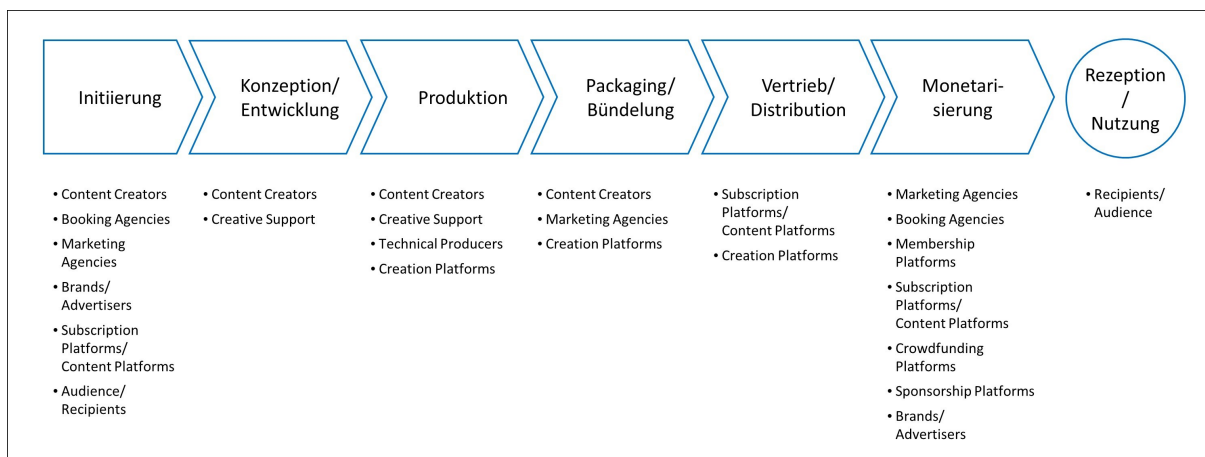 Initiierung
Konzeption/
Entwicklung
Produktion
Packaging/
Bündelung
Vertrieb/
Distribution
Monetari-
sierung
Rezeption
/
Nutzung
• Content Creators
• Booking Agencies
• Marketing
Agencies
• Brands/
Advertisers
• Subscription
Platforms/
Content Platforms
• Audience/
Recipients
• Content Creators
• Creative Support
• Content Creators
• Creative Support
• Technical Producers
• Creation Platforms
• Content Creators
• Marketing Agencies
• Creation Platforms
• Subscription
Platforms/
Content Platforms
• Creation Platforms
• Marketing Agencies
• Booking Agencies
• Membership
Platforms
• Subscription
Platforms/
Content Platforms
• Crowdfunding
Platforms
• Sponsorship Platforms
• Brands/
Advertisers
• Recipients/
Audience